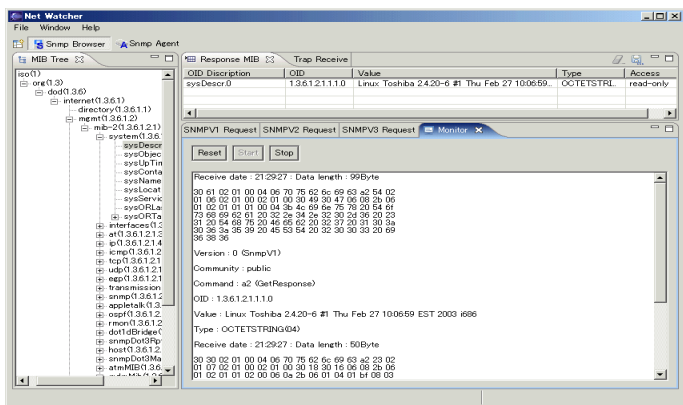 Net Watcher
File Window Help
Snmp Browser Snmp Agent
MIB Tree
iso(1)
org(1.3)
dod(1.3.6)
internet(1.3.6.1)
directory(1.3.6.1.1)
mgmt(1.3.6.1.2)
mib-2(1.3.6.1.2.1)
system(1.3.6.
sysDescr
sysObjec
sysUpTin
sysConta
sysName
sysLocat
sysServic
sysORLa
sysORTa
interfaces(1.3
at(1.3.6.1.2.1.3
ip(1.3.6.1.2.1.4
icmp(1.3.6.1.2
tcp(1.3.6.1.2.1
udp(1.3.6.1.2.1
egp(1.3.6.1.2.1
transmission
snmp(1.3.6.1.2
appletalk(1.3.
ospf(1.3.6.1.2.
rmon(1.3.6.1.2
dot1dBridge(
snmpDot3Rp
host(1.3.6.1.2.
snmpDot3Ma
atmMIB(1.3.6.
Response MIB Trap Receive
OID Discription OID Value Type Access
sysDescr.0 1.3.6.1.2.1.1.1.0 Linux Toshiba 2.4.20-6 #1 Thu Feb 27 10:06:59... OCTETSTRI... read-only
SNMPV1 Request SNMPV2 Request SNMPV3 Request Monitor
Reset Start Stop
Receive date : 21:29:27 : Data length : 99Byte
30 61 02 01 00 04 06 70 75 62 6c 69 63 a2 54 02
01 06 02 01 00 02 01 00 30 49 30 47 06 08 2b 06
01 02 01 01 01 00 04 3b 4c 69 6e 75 78 20 54 6f
73 68 69 62 61 20 32 2e 34 2e 32 30 2d 36 20 23
31 20 54 68 75 20 46 65 62 20 32 37 20 31 30 3a
30 36 3a 35 39 20 45 53 54 20 32 30 30 33 20 69
36 38 36
Version : 0 (SnmpV1)
Community : public
Command : a2 (GetResponse)
OID : 1.3.6.1.2.1.1.1.0
Value : Linux Toshiba 2.4.20-6 #1 Thu Feb 27 10:06:59 EST 2003 i686
Type : OCTETSTRING(04)
Receive date : 21:29:27 : Data length : 50Byte
30 30 02 01 00 04 06 70 75 62 6c 69 63 a2 23 02
01 07 02 01 00 02 01 00 30 18 30 16 06 08 2b 06
01 02 01 01 02 00 06 0a 2b 06 01 04 01 bf 08 03